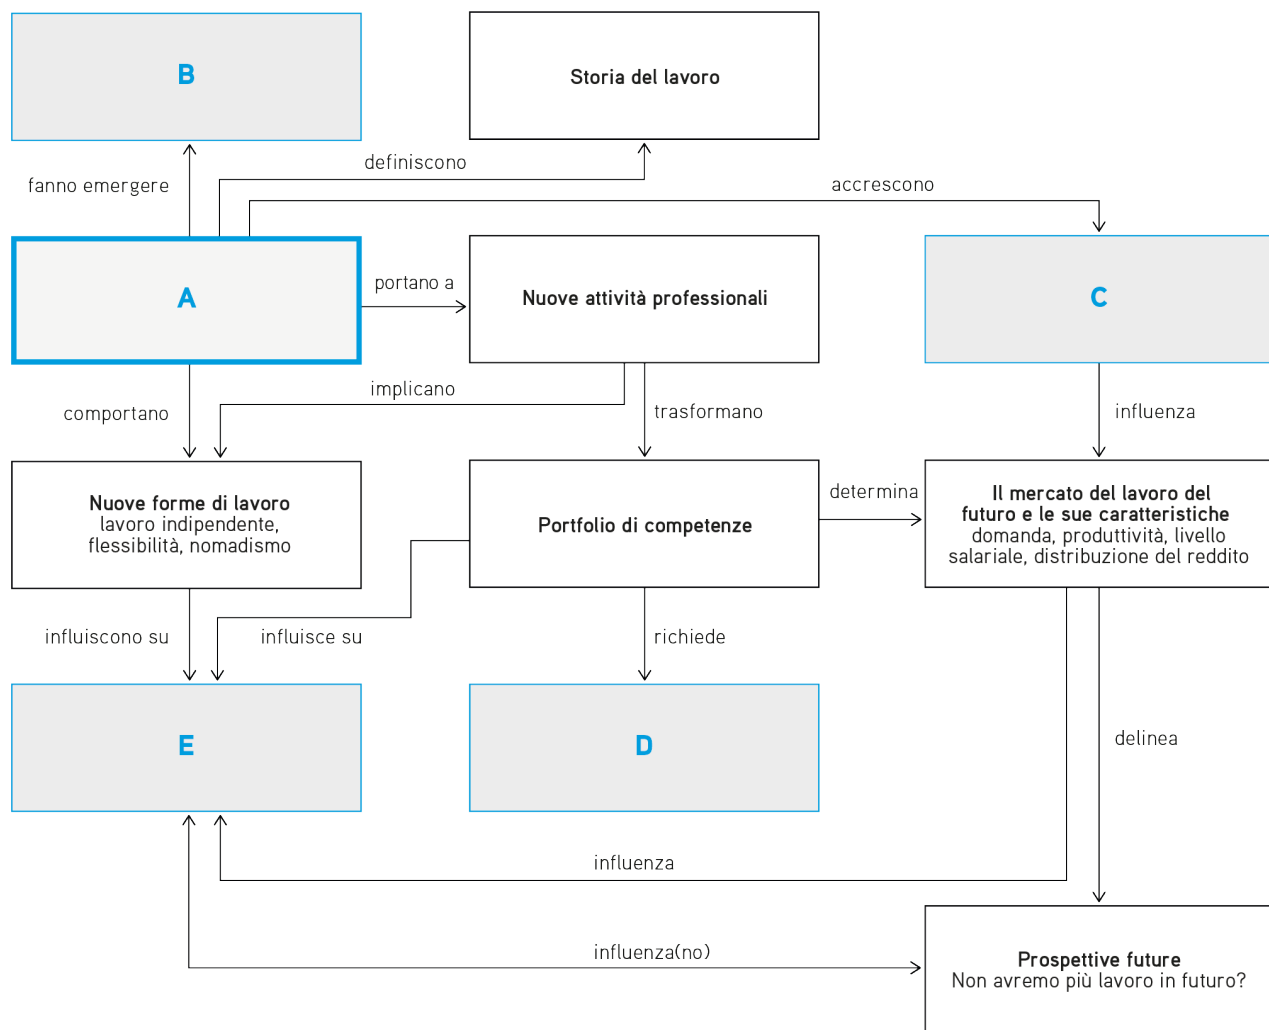 B
Storia del lavoro
definiscono
fanno emergere
accrescono
A
portano a
Nuove attività professionali
C
implicano
comportano
trasformano
influenza
Nuove forme di lavoro
lavoro indipendente,
flessibilità, nomadismo
Portfolio di competenze
determina
Il mercato del lavoro del
futuro e le sue caratteristiche
domanda, produttività, livello
salariale, distribuzione del reddito
influiscono su
influisce su
richiede
E
D
delinea
influenza
influenza(no)
Prospettive future
Non avremo più lavoro in futuro?